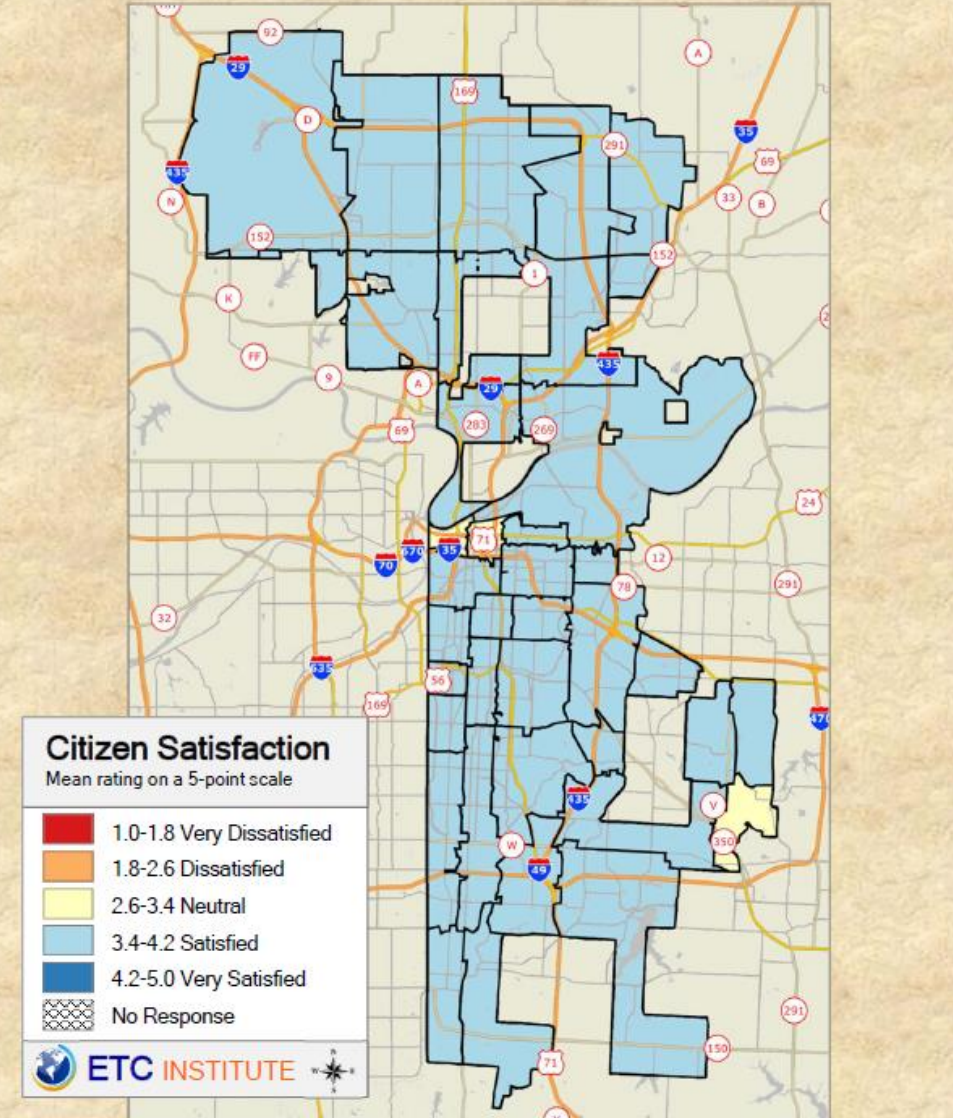 92
29
169
A
D
35
291
69
435
N
33
B
152
152
1
K
FF
435
9
A
29
283
269
69
24
71
35
670
70
12
78
291
32
635
56
169
470
Citizen Satisfaction
Mean rating on a 5-point scale
1.0-1.8 Very Dissatisfied
1.8-2.6 Dissatisfied
2.6-3.4 Neutral
3.4-4.2 Satisfied
4.2-5.0 Very Satisfied
No Response
ETC INSTITUTE
N
W
E
S
435
V
350
W
49
291
150
71